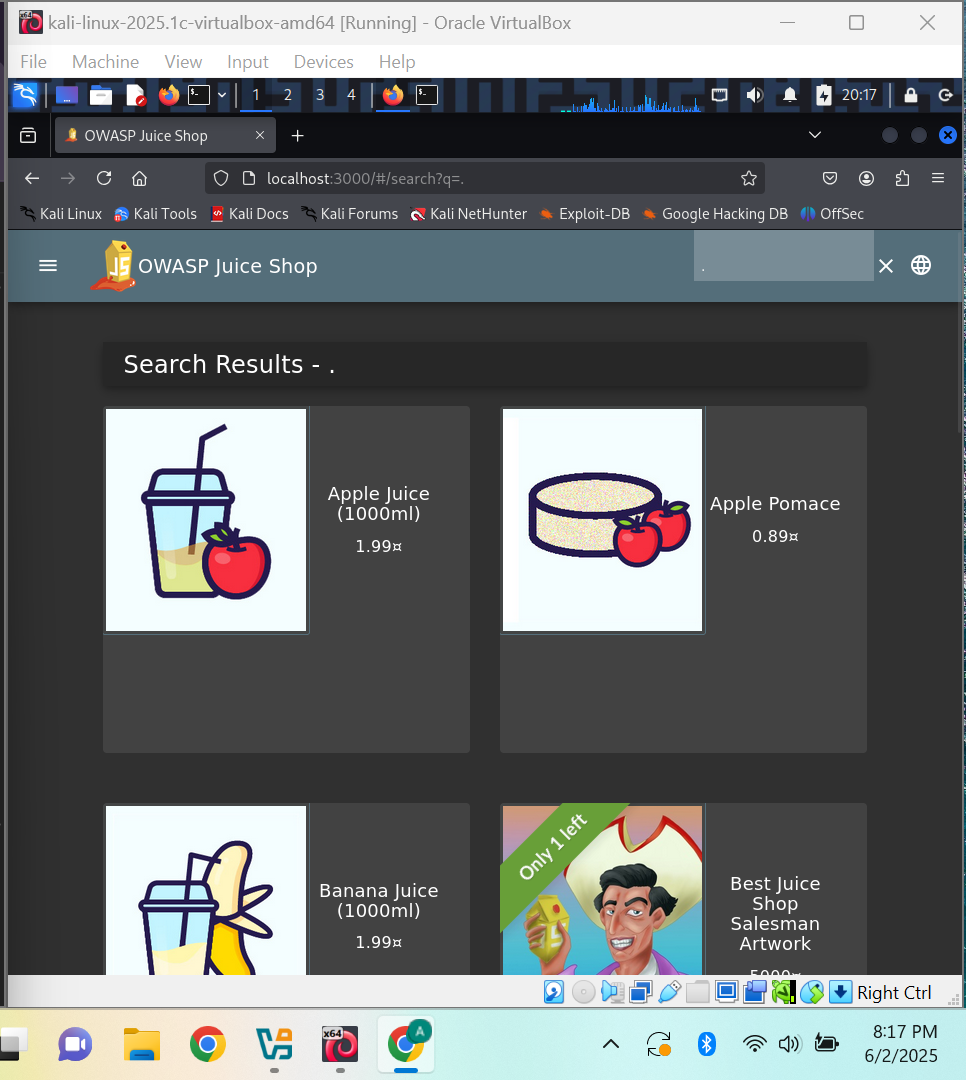 kali-linux-2025.1c-virtualbox-amd64 [Running] - Oracle VirtualBox
File Machine View Input Devices Help
1 2 3 4 20:17
OWASP Juice Shop
localhost:3000/#/search?q=.
Kali Linux Kali Tools Kali Docs Kali Forums Kali NetHunter Exploit-DB Google Hacking DB OffSec
JS OWASP Juice Shop .
Search Results - .
Apple Juice
(1000ml)
1.99¤
Apple Pomace
0.89¤
Banana Juice
(1000ml)
1.99¤
Only 1 left
Best Juice
Shop
Salesman
Artwork
5000¤
Right Ctrl
x64
A
8:17 PM
6/2/2025